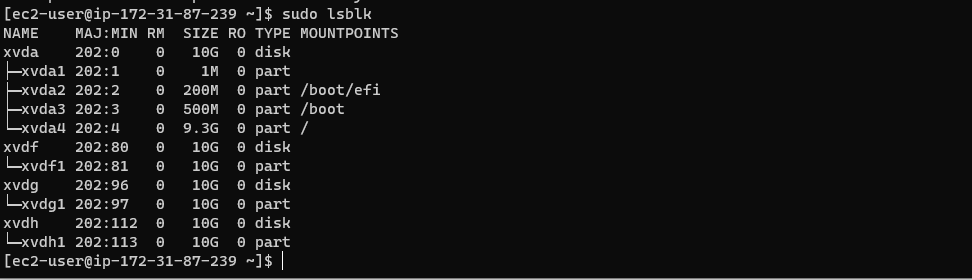 [ec2-user@ip-172-31-87-239 ~]$ sudo lsblk
NAME    MAJ:MIN RM  SIZE RO TYPE MOUNTPOINTS
xvda    202:0    0   10G  0 disk
├─xvda1 202:1    0    1M  0 part
├─xvda2 202:2    0  200M  0 part /boot/efi
├─xvda3 202:3    0  500M  0 part /boot
└─xvda4 202:4    0  9.3G  0 part /
xvdf    202:80   0   10G  0 disk
└─xvdf1 202:81   0   10G  0 part
xvdg    202:96   0   10G  0 disk
└─xvdg1 202:97   0   10G  0 part
xvdh    202:112  0   10G  0 disk
└─xvdh1 202:113  0   10G  0 part
[ec2-user@ip-172-31-87-239 ~]$